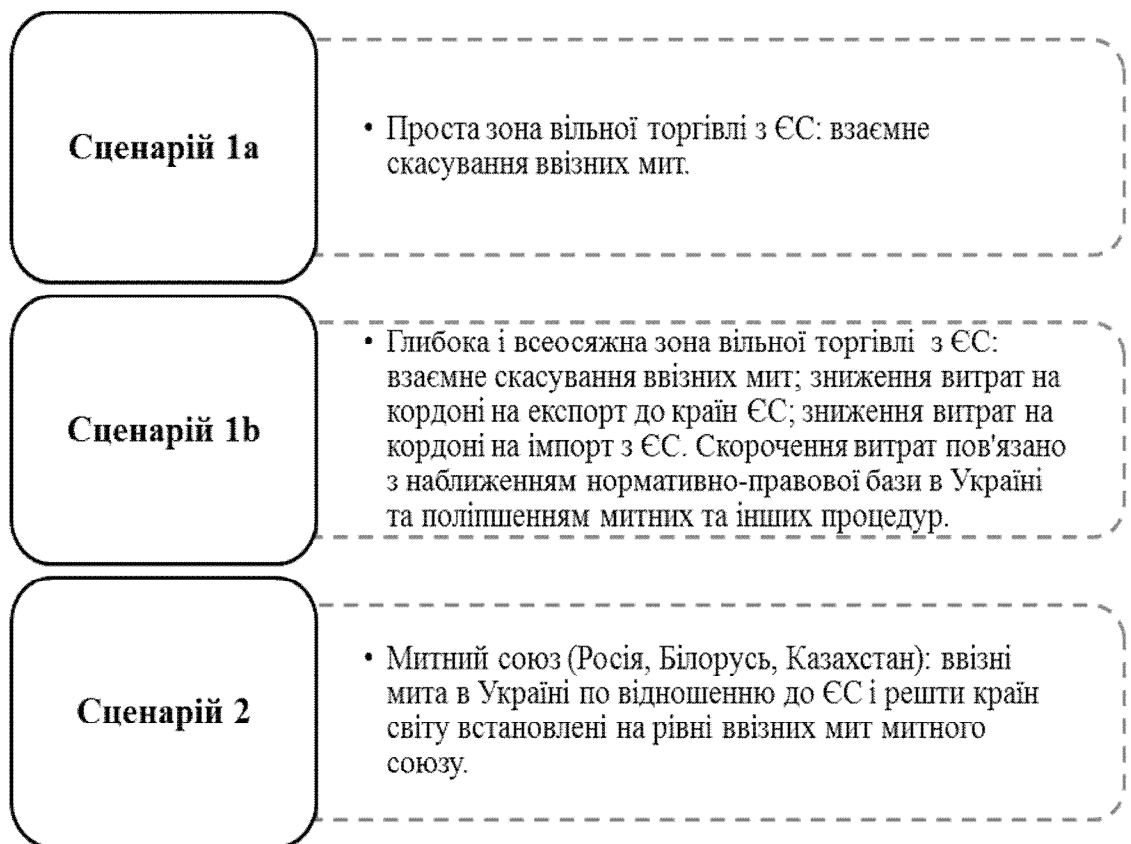 Сценарій 1а
• Проста зона вільної торгівлі з ЄС: взаємне
скасування ввізних мит.
Сценарій 1b
• Глибока і всеосяжна зона вільної торгівлі з ЄС:
взаємне скасування ввізних мит; зниження витрат на
кордоні на експорт до країн ЄС; зниження витрат на
кордоні на імпорт з ЄС. Скорочення витрат пов'язано
з наближенням нормативно-правової бази в Україні
та поліпшенням митних та інших процедур.
Сценарій 2
• Митний союз (Росія, Білорусь, Казахстан): ввізні
мита в Україні по відношенню до ЄС і решти країн
світу встановлені на рівні ввізних мит митного
союзу.